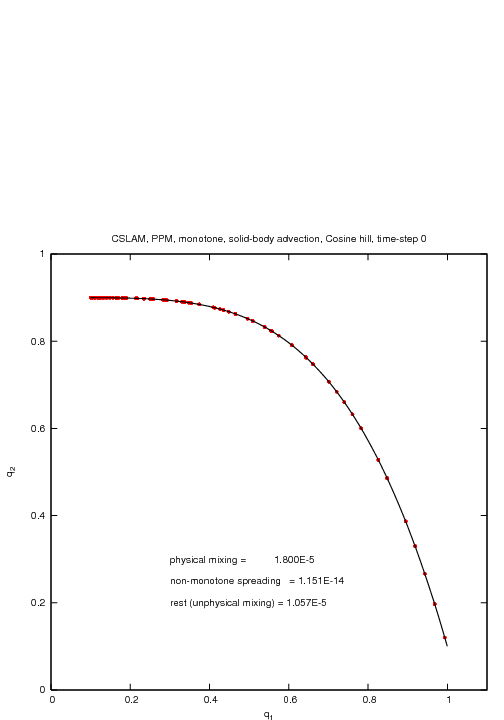 CSLAM, PPM, monotone, solid-body advection, Cosine hill, time-step 0
1
0.8
0.6
0.4
0.2
0
q2
physical mixing = 1.800E-5
non-monotone spreading = 1.151E-14
rest (unphysical mixing) = 1.057E-5
0 0.2 0.4 0.6 0.8 1
q1